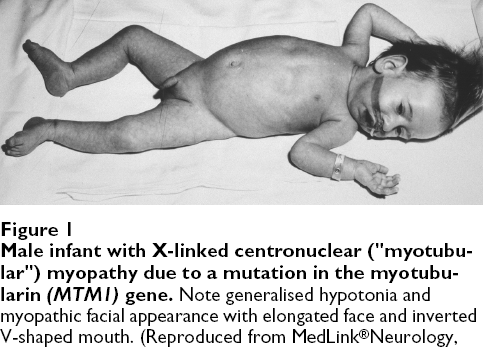 Figure 1
Male infant with X-linked centronuclear ("myotubu-
lar") myopathy due to a mutation in the myotubu-
larin (MTM1) gene. Note generalised hypotonia and
myopathic facial appearance with elongated face and inverted
V-shaped mouth. (Reproduced from MedLink®Neurology,